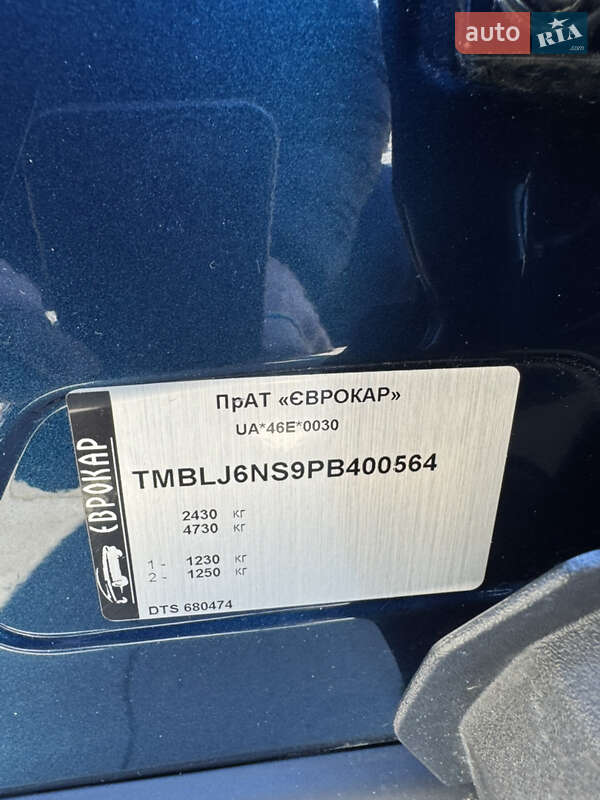 auto RIA.com
ПрАТ «ЄВРОКАР»
UA*46E*0030
TMBLJ6NS9PB400564
2430 кг
4730 кг
1 - 1230 кг
2 - 1250 кг
DTS 680474
ЄВРОКАР